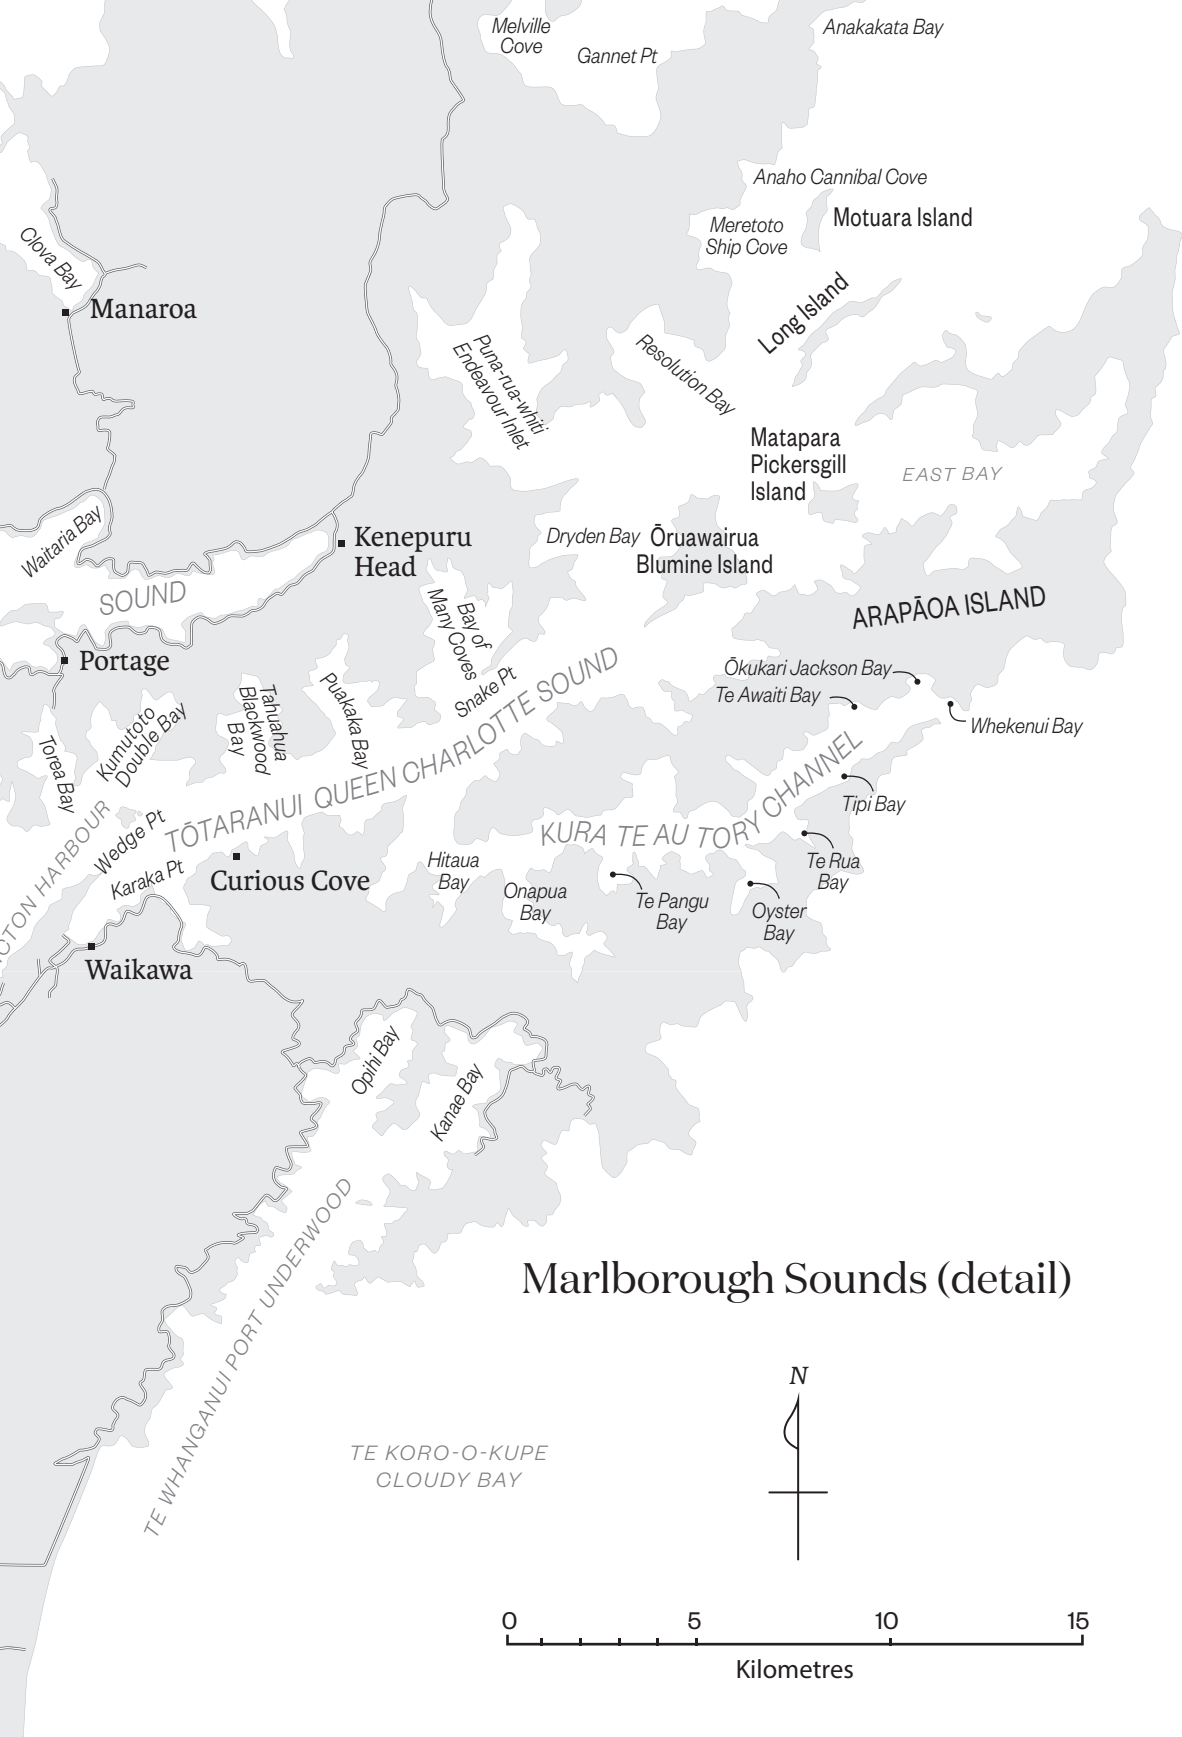 Melville
Cove
Gannet Pt
Anakakata Bay
Anaho Cannibal Cove
Meretoto
Ship Cove
Motuara Island
Clova Bay
Manaroa
Long Island
Resolution Bay
Puna-rua-whiti
Endeavour Inlet
Matapara
Pickersgill
Island
EAST BAY
Waitaria Bay
Kenepuru
Head
Dryden Bay
Ōruawairua
Blumine Island
SOUND
Bay of
Many Coves
ARAPĀOA ISLAND
Portage
Snake Pt
Ōkukari Jackson Bay
Te Awaiti Bay
Whekenui Bay
Puakaka Bay
Tahuahua
Blackwood
Bay
Kumutoto
Double Bay
Torea Bay
TŌTARANUI QUEEN CHARLOTTE SOUND
KURA TE AU TORY CHANNEL
Tipi Bay
CTON HARBOUR
Wedge Pt
Karaka Pt
Curious Cove
Hitaua
Bay
Onapua
Bay
Te Pangu
Bay
Te Rua
Bay
Oyster
Bay
Waikawa
Opihi Bay
Kanae Bay
TE WHANGANUI PORT UNDERWOOD
Marlborough Sounds (detail)
N
TE KORO-O-KUPE
CLOUDY BAY
0 5 10 15
Kilometres